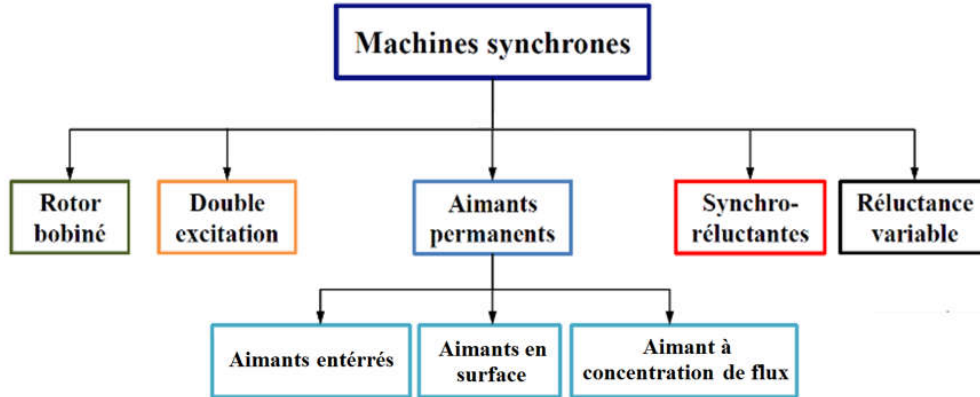 Machines synchrones
Rotor
bobiné
Double
excitation
Aimants
permanents
Synchro-
réluctantes
Réluctance
variable
Aimants entérrés
Aimants en
surface
Aimant à
concentration de flux